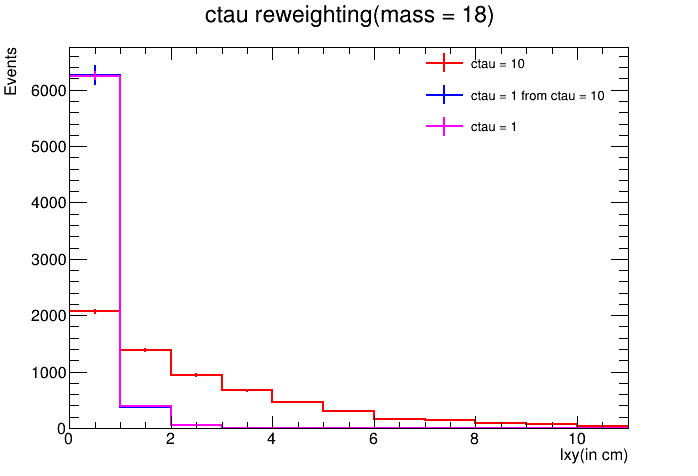 ctau reweighting(mass = 18)
Events
ctau = 10
ctau = 1 from ctau = 10
ctau = 1
6000
5000
4000
3000
2000
1000
0
0 2 4 6 8 10
lxy(in cm)